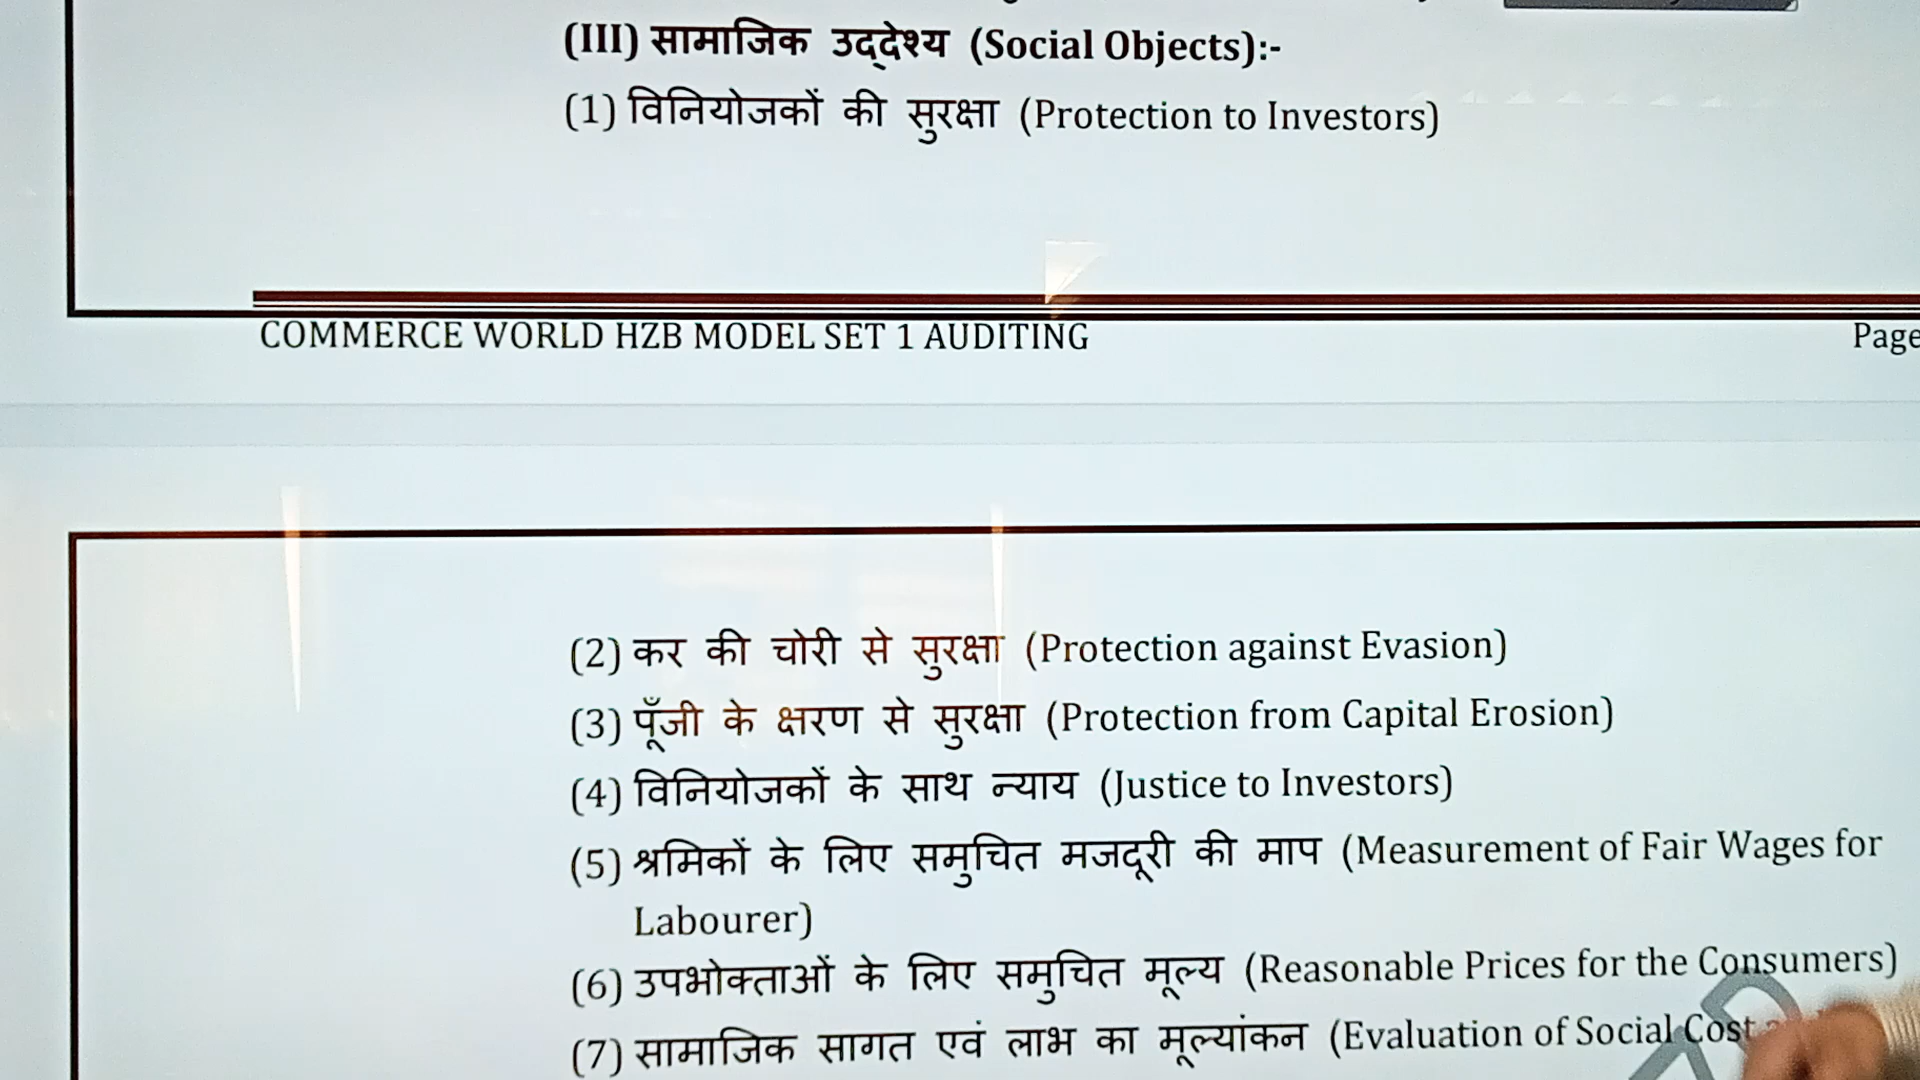 (III) सामाजिक उद्देश्य (Social Objects):-
(1) विनियोजकों की सुरक्षा (Protection to Investors)
COMMERCE WORLD HZB MODEL SET 1 AUDITING Page
(2) कर की चोरी से सुरक्षा (Protection against Evasion)
(3) पूँजी के क्षरण से सुरक्षा (Protection from Capital Erosion)
(4) विनियोजकों के साथ न्याय (Justice to Investors)
(5) श्रमिकों के लिए समुचित मजदूरी की माप (Measurement of Fair Wages for
Labourer)
(6) उपभोक्ताओं के लिए समुचित मूल्य (Reasonable Prices for the Consumers)
(7) सामाजिक सागत एवं लाभ का मूल्यांकन (Evaluation of Social Cost